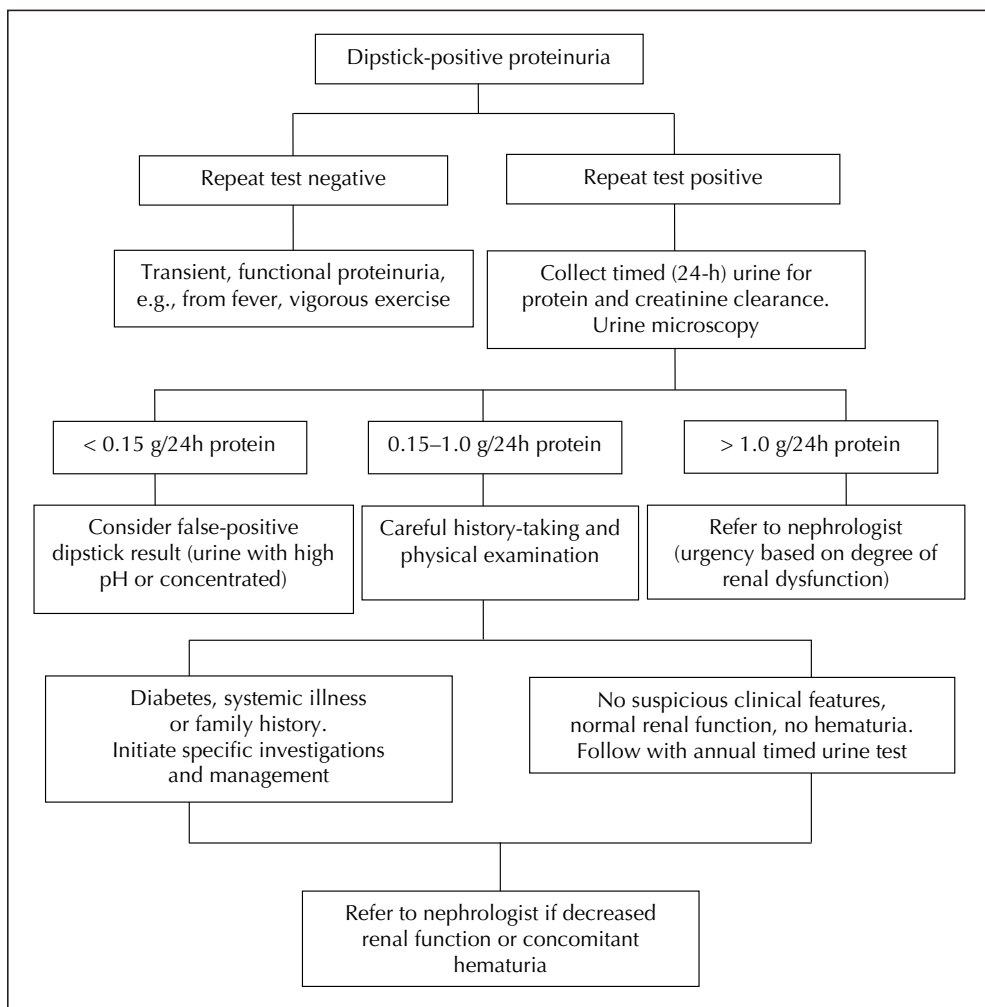 Dipstick-positive proteinuria
Repeat test negative
Repeat test positive
Transient, functional proteinuria,
e.g., from fever, vigorous exercise
Collect timed (24-h) urine for
protein and creatinine clearance.
Urine microscopy
< 0.15 g/24h protein
0.15–1.0 g/24h protein
> 1.0 g/24h protein
Consider false-positive
dipstick result (urine with high
pH or concentrated)
Careful history-taking and
physical examination
Refer to nephrologist
(urgency based on degree of
renal dysfunction)
Diabetes, systemic illness
or family history.
Initiate specific investigations
and management
No suspicious clinical features,
normal renal function, no hematuria.
Follow with annual timed urine test
Refer to nephrologist if decreased
renal function or concomitant
hematuria